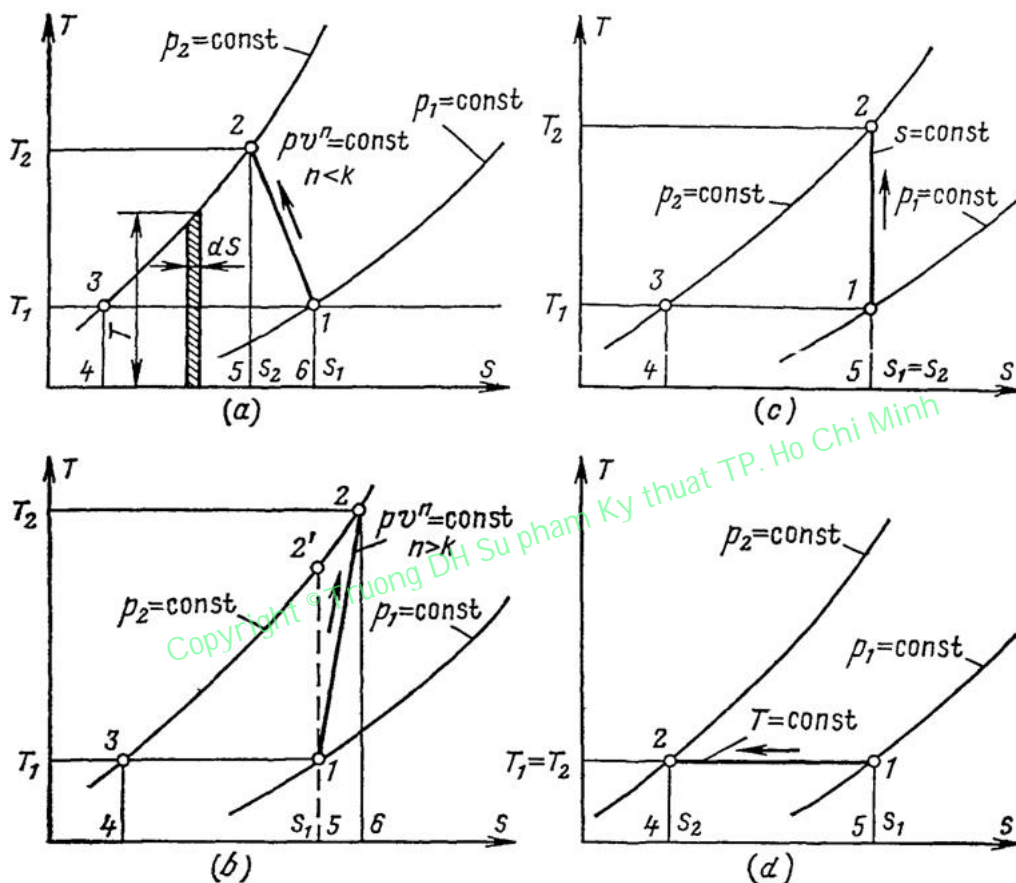 T
p₂=const
p₁=const
2
T₂
pvⁿ=const
n<k
dS
3
1
T₁
T
4
5
s₂
6
s₁
s
(a)
T
2
T₂
s=const
p₂=const
p₁=const
3
1
T₁
4
5
s₁=s₂
s
(c)
T
2
T₂
pvⁿ=const
n>k
2'
p₂=const
p₁=const
3
1
T₁
4
s₁
5
6
s
(b)
T
p₂=const
p₁=const
T=const
2
1
T₁=T₂
4
s₂
5
s₁
s
(d)
Copyright © Truong DH Su pham Ky thuat TP. Ho Chi Minh